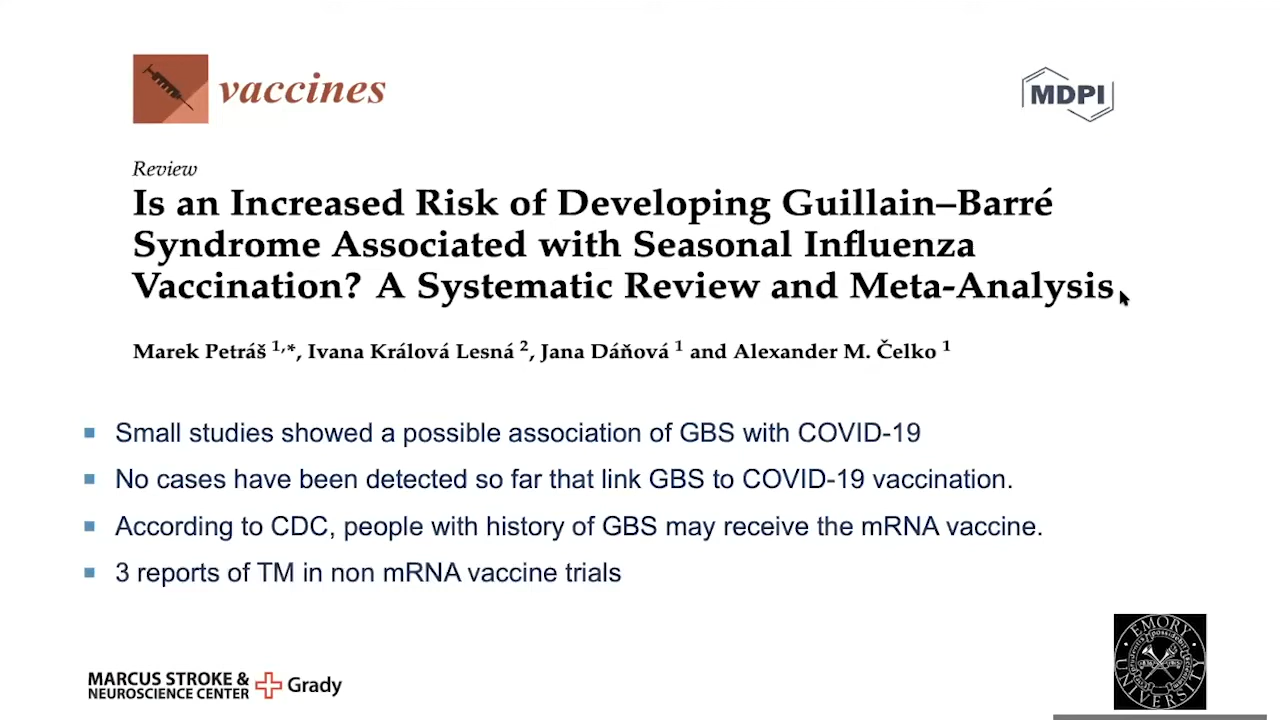 vaccines
MDPI
Review
Is an Increased Risk of Developing Guillain–Barré
Syndrome Associated with Seasonal Influenza
Vaccination? A Systematic Review and Meta-Analysis
Marek Petráš 1,*, Ivana Králová Lesná 2, Jana Dáňová 1 and Alexander M. Čelko 1
Small studies showed a possible association of GBS with COVID-19
No cases have been detected so far that link GBS to COVID-19 vaccination.
According to CDC, people with history of GBS may receive the mRNA vaccine.
3 reports of TM in non mRNA vaccine trials
MARCUS STROKE &
NEUROSCIENCE CENTER
Grady
EMORY
UNIVERSITY